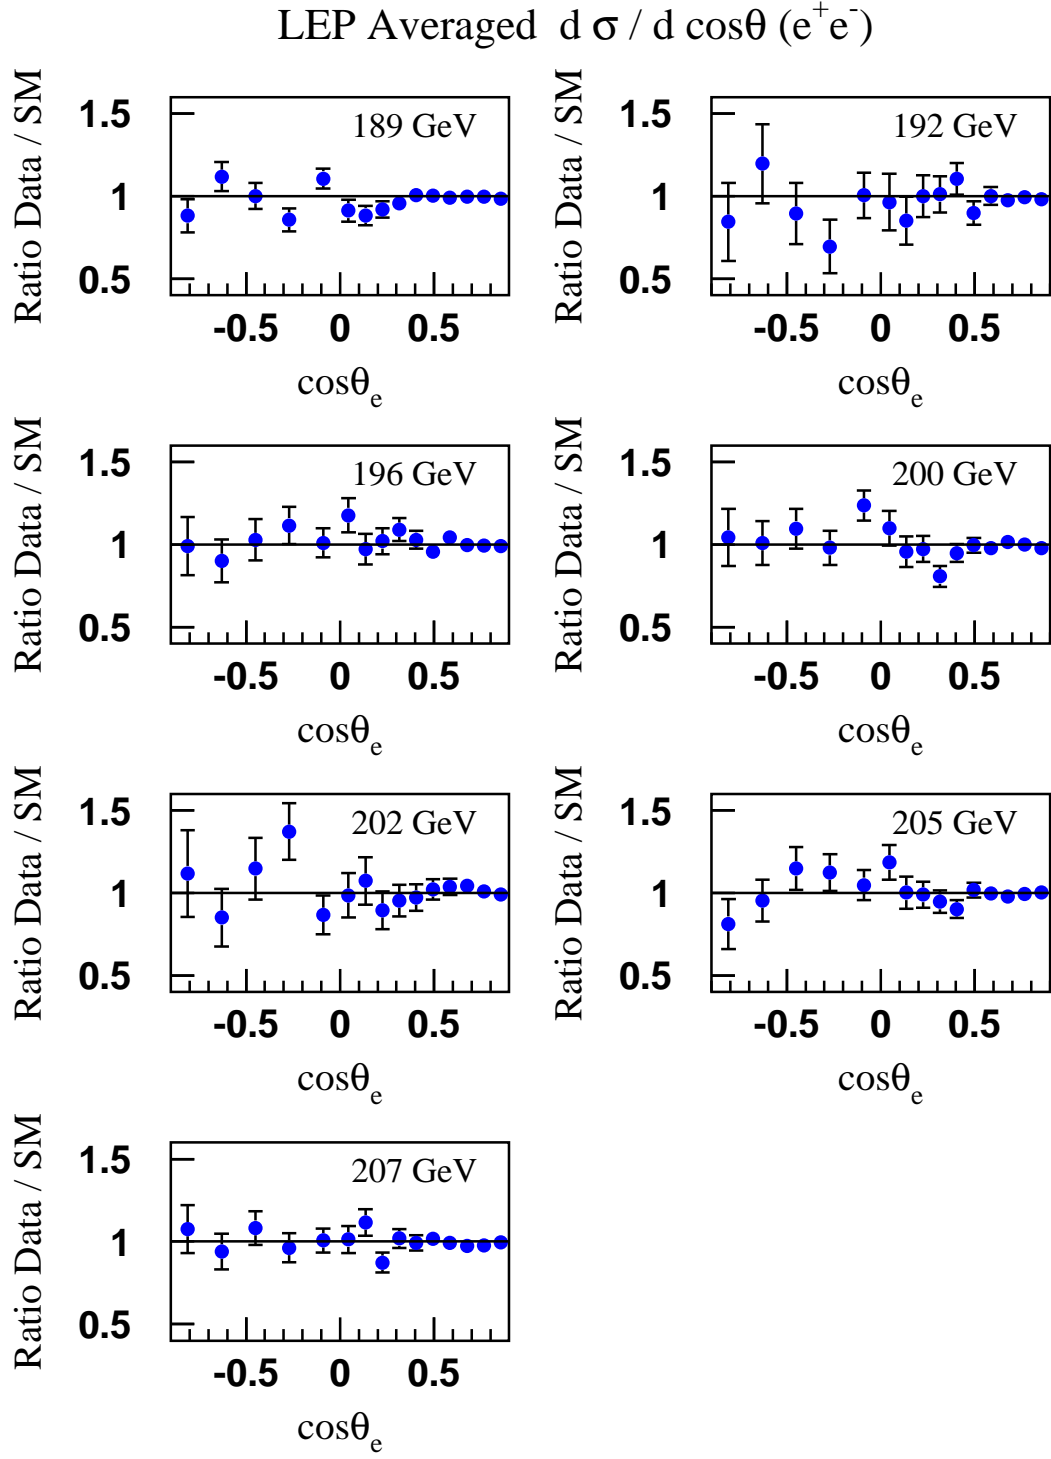 LEP Averaged d σ / d cosθ (e+e-)
Ratio Data / SM
1.5
1
0.5
189 GeV
-0.5 0 0.5
cosθe
Ratio Data / SM
1.5
1
0.5
192 GeV
-0.5 0 0.5
cosθe
Ratio Data / SM
1.5
1
0.5
196 GeV
-0.5 0 0.5
cosθe
Ratio Data / SM
1.5
1
0.5
200 GeV
-0.5 0 0.5
cosθe
Ratio Data / SM
1.5
1
0.5
202 GeV
-0.5 0 0.5
cosθe
Ratio Data / SM
1.5
1
0.5
205 GeV
-0.5 0 0.5
cosθe
Ratio Data / SM
1.5
1
0.5
207 GeV
-0.5 0 0.5
cosθe